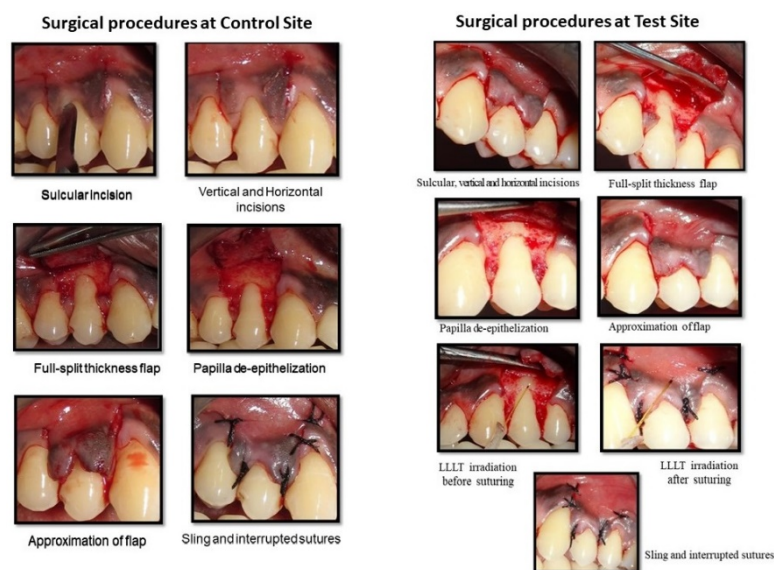 Surgical procedures at Control Site
Sulcular Incision
Vertical and Horizontal
incisions
Full-split thickness flap
Papilla de-epithelization
Approximation of flap
Sling and interrupted sutures
Surgical procedures at Test Site
Sulcular, vertical and horizontal incisions
Full-split thickness flap
Papilla de-epithelization
Approximation of flap
LLLT irradiation
before suturing
LLLT irradiation
after suturing
Sling and interrupted sutures